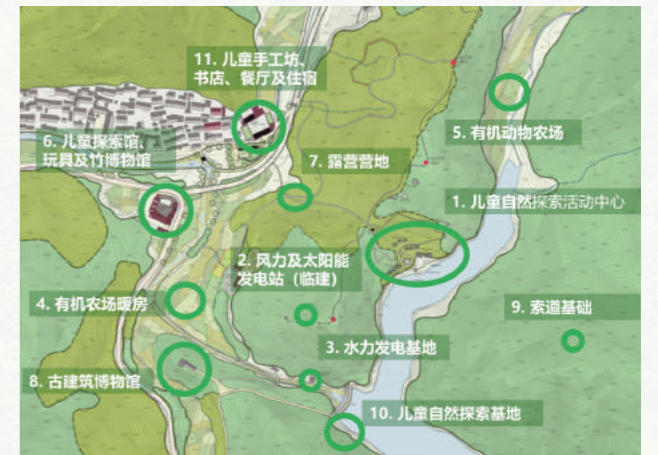 11. 儿童手工坊、
书店、餐厅及住宿
6. 儿童探索馆、
玩具及竹博物馆
5. 有机动物农场
7. 露营营地
1. 儿童自然探索活动中心
2. 风力及太阳能
发电站（临建）
4. 有机农场暖房
9. 索道基础
3. 水力发电基地
8. 古建筑博物馆
10. 儿童自然探索基地